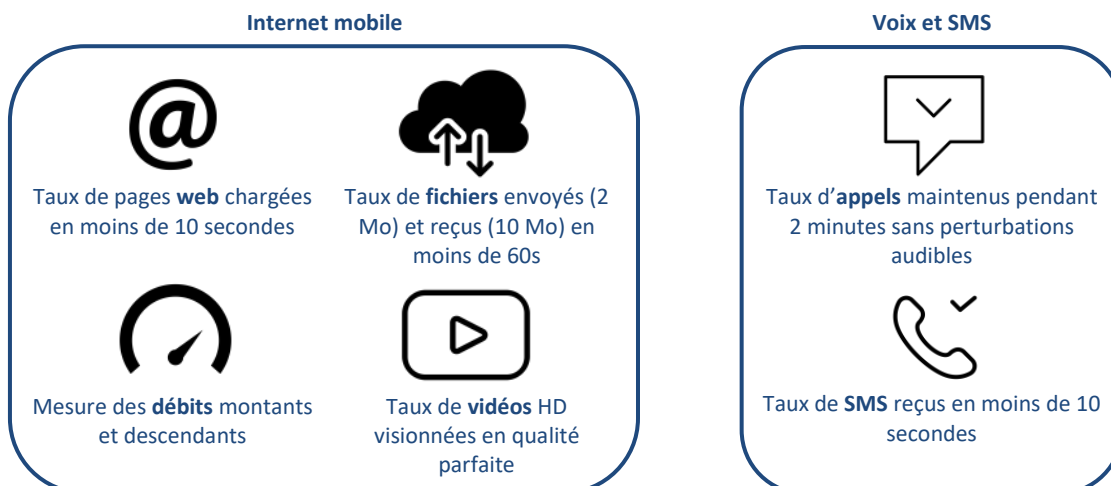 Internet mobile
Taux de pages web chargées
en moins de 10 secondes
Taux de fichiers envoyés (2
Mo) et reçus (10 Mo) en
moins de 60s
Mesure des débits montants
et descendants
Taux de vidéos HD
visionnées en qualité
parfaite
Voix et SMS
Taux d’appels maintenus pendant
2 minutes sans perturbations
audibles
Taux de SMS reçus en moins de 10
secondes